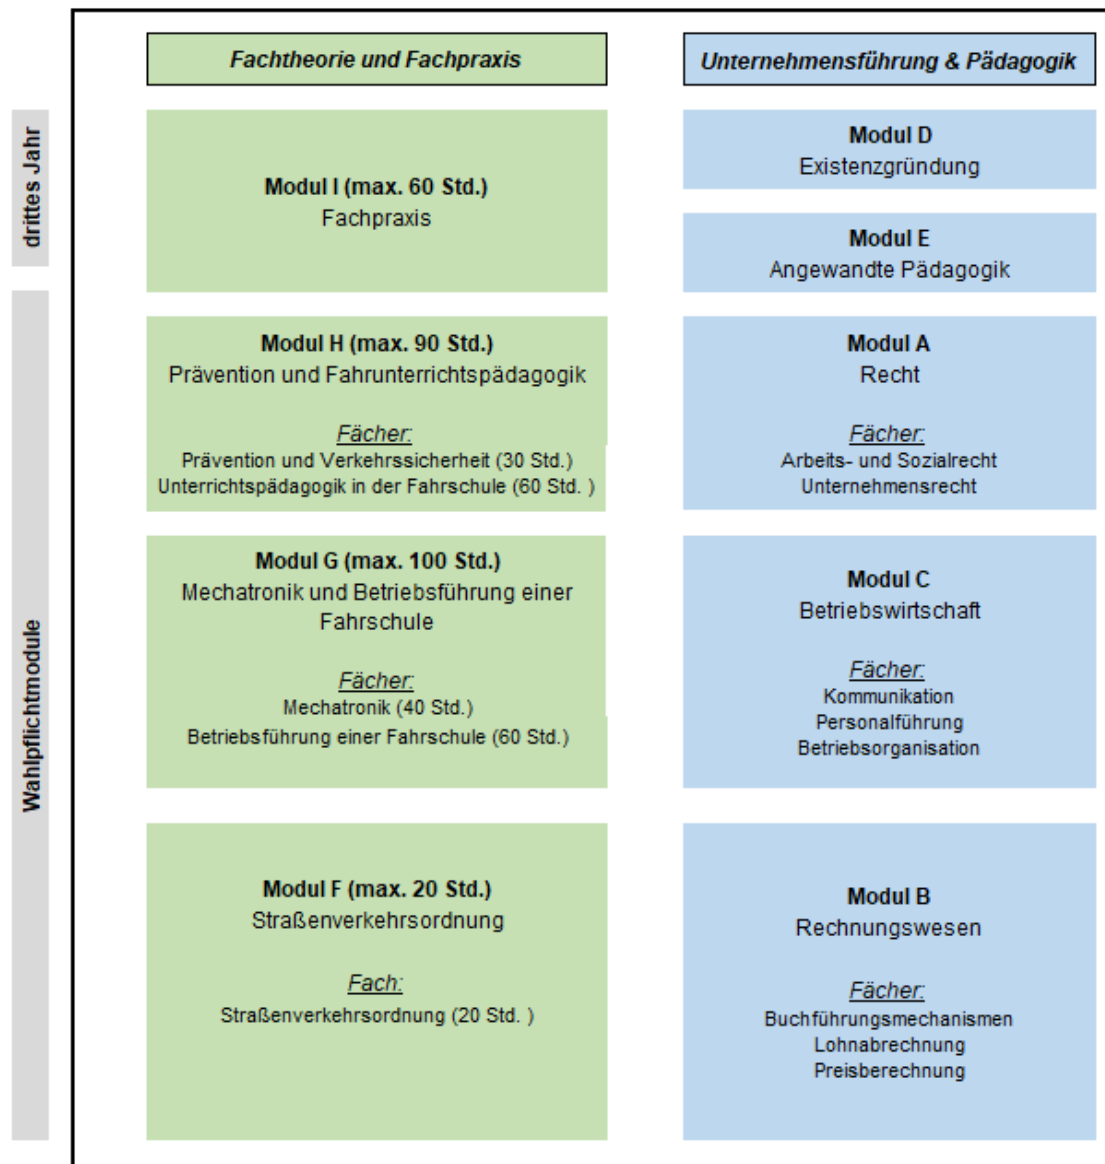 Fachtheorie und Fachpraxis
Unternehmensführung & Pädagogik
drittes Jahr
Modul I (max. 60 Std.)
Fachpraxis
Modul D
Existenzgründung
Modul E
Angewandte Pädagogik
Wahlpflichtmodule
Modul H (max. 90 Std.)
Prävention und Fahrunterrichtspädagogik
Fächer:
Prävention und Verkehrssicherheit (30 Std.)
Unterrichtspädagogik in der Fahrschule (60 Std. )
Modul A
Recht
Fächer:
Arbeits- und Sozialrecht
Unternehmensrecht
Modul G (max. 100 Std.)
Mechatronik und Betriebsführung einer
Fahrschule
Fächer:
Mechatronik (40 Std.)
Betriebsführung einer Fahrschule (60 Std.)
Modul C
Betriebswirtschaft
Fächer:
Kommunikation
Personalführung
Betriebsorganisation
Modul F (max. 20 Std.)
Straßenverkehrsordnung
Fach:
Straßenverkehrsordnung (20 Std. )
Modul B
Rechnungswesen
Fächer:
Buchführungsmechanismen
Lohnabrechnung
Preisberechnung